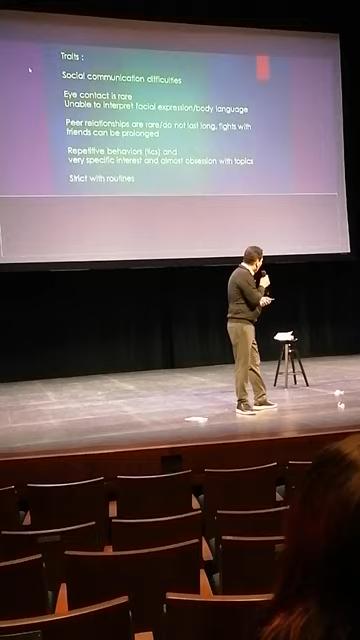 Traits :
Social communication difficulties
Eye contact is rare
Unable to interpret facial expression/body language
Peer relationships are rare/do not last long, fights with
friends can be prolonged
Repetitive behaviors (tics) and
very specific interest and almost obsession with topics
Strict with routines